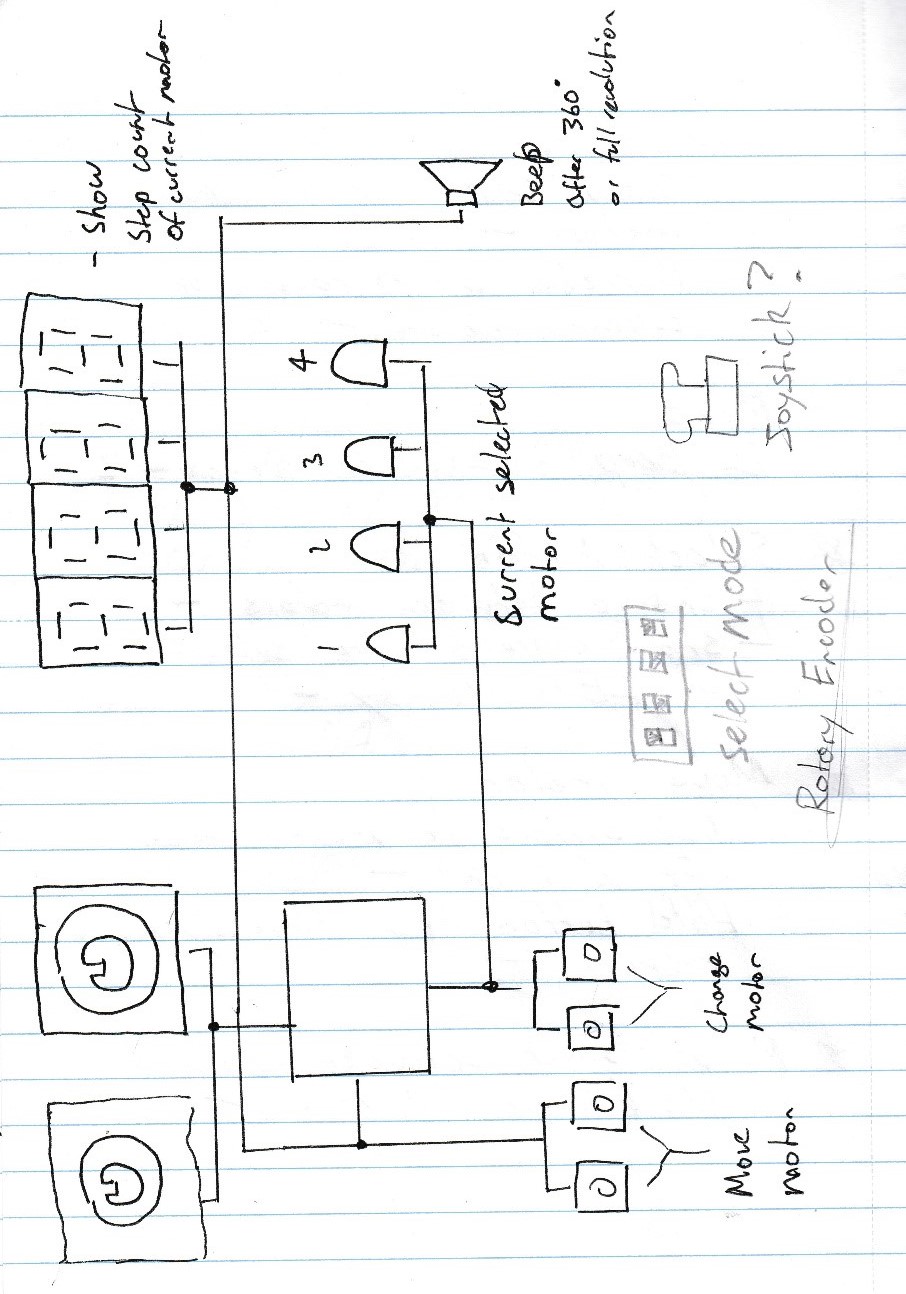 - Show
Step count
of current motor
1 2 3 4
Current selected
motor
Beep
after 360°
or full revolution
Move
motor
Change
motor
Select mode
Joystick?
Rotary Encoder